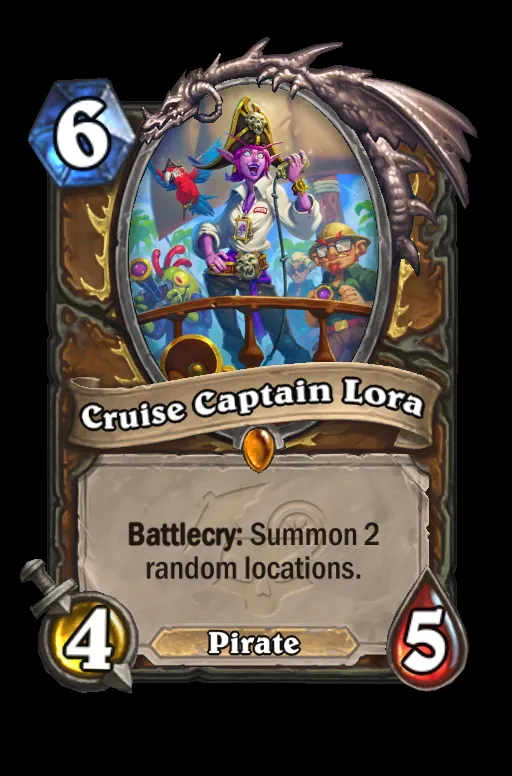 6
Cruise Captain Lora
Battlecry: Summon 2
random locations.
4
Pirate
5